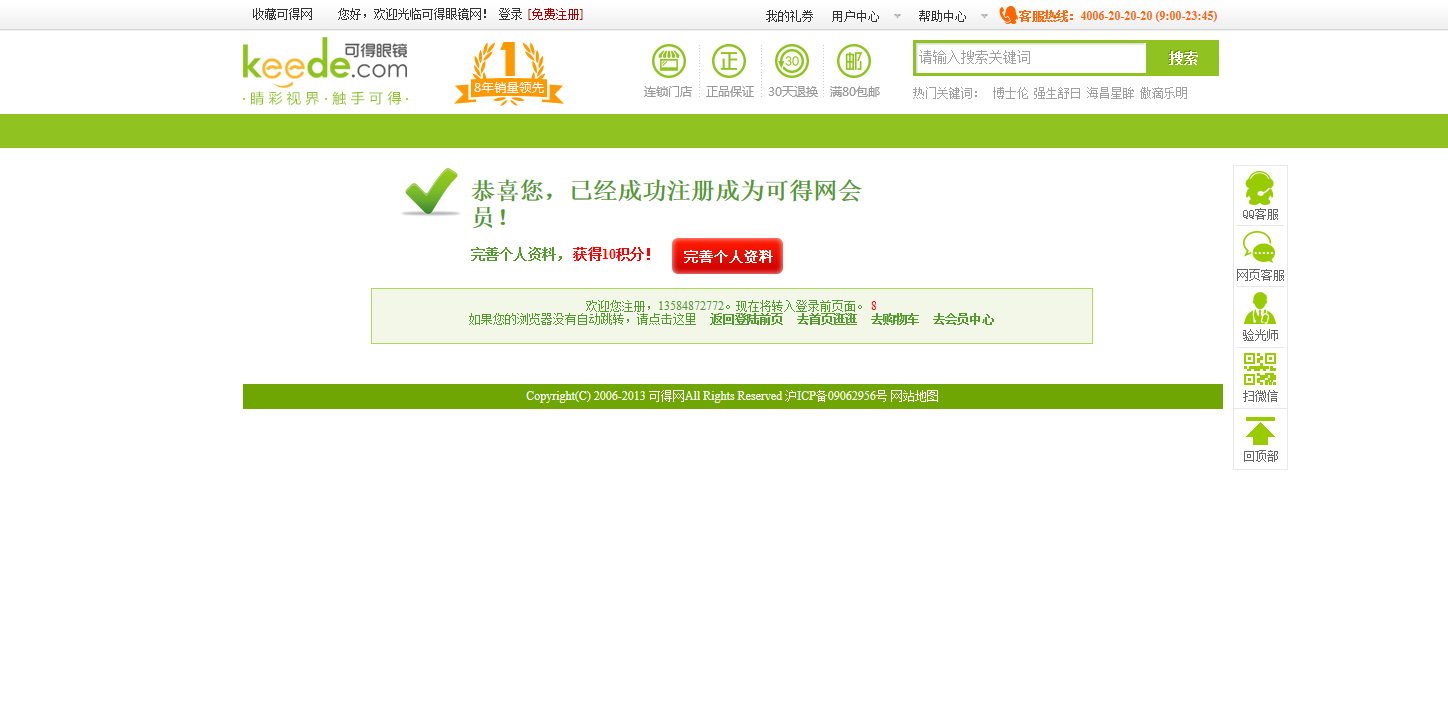 收藏可得网 您好，欢迎光临可得眼镜网！ 登录 [免费注册] 我的礼券 用户中心 帮助中心 客服热线：4006-20-20-20 (9:00-23:45)
keede.com 可得眼镜
·睛彩视界·触手可得·
1
8年销量领先
连锁门店
正
正品保证
30
30天退换
邮
满80包邮
请输入搜索关键词 搜索
热门关键词： 博士伦 强生舒日 海昌星眸 傲滴乐明
恭喜您，已经成功注册成为可得网会
员！
完善个人资料，获得10积分！ 完善个人资料
欢迎您注册，13584872772。现在将转入登录前页面。 8
如果您的浏览器没有自动跳转，请点击这里 返回登陆前页 去首页逛逛 去购物车 去会员中心
Copyright(C) 2006-2013 可得网All Rights Reserved 沪ICP备09062956号 网站地图
QQ客服
网页客服
验光师
扫微信
回顶部